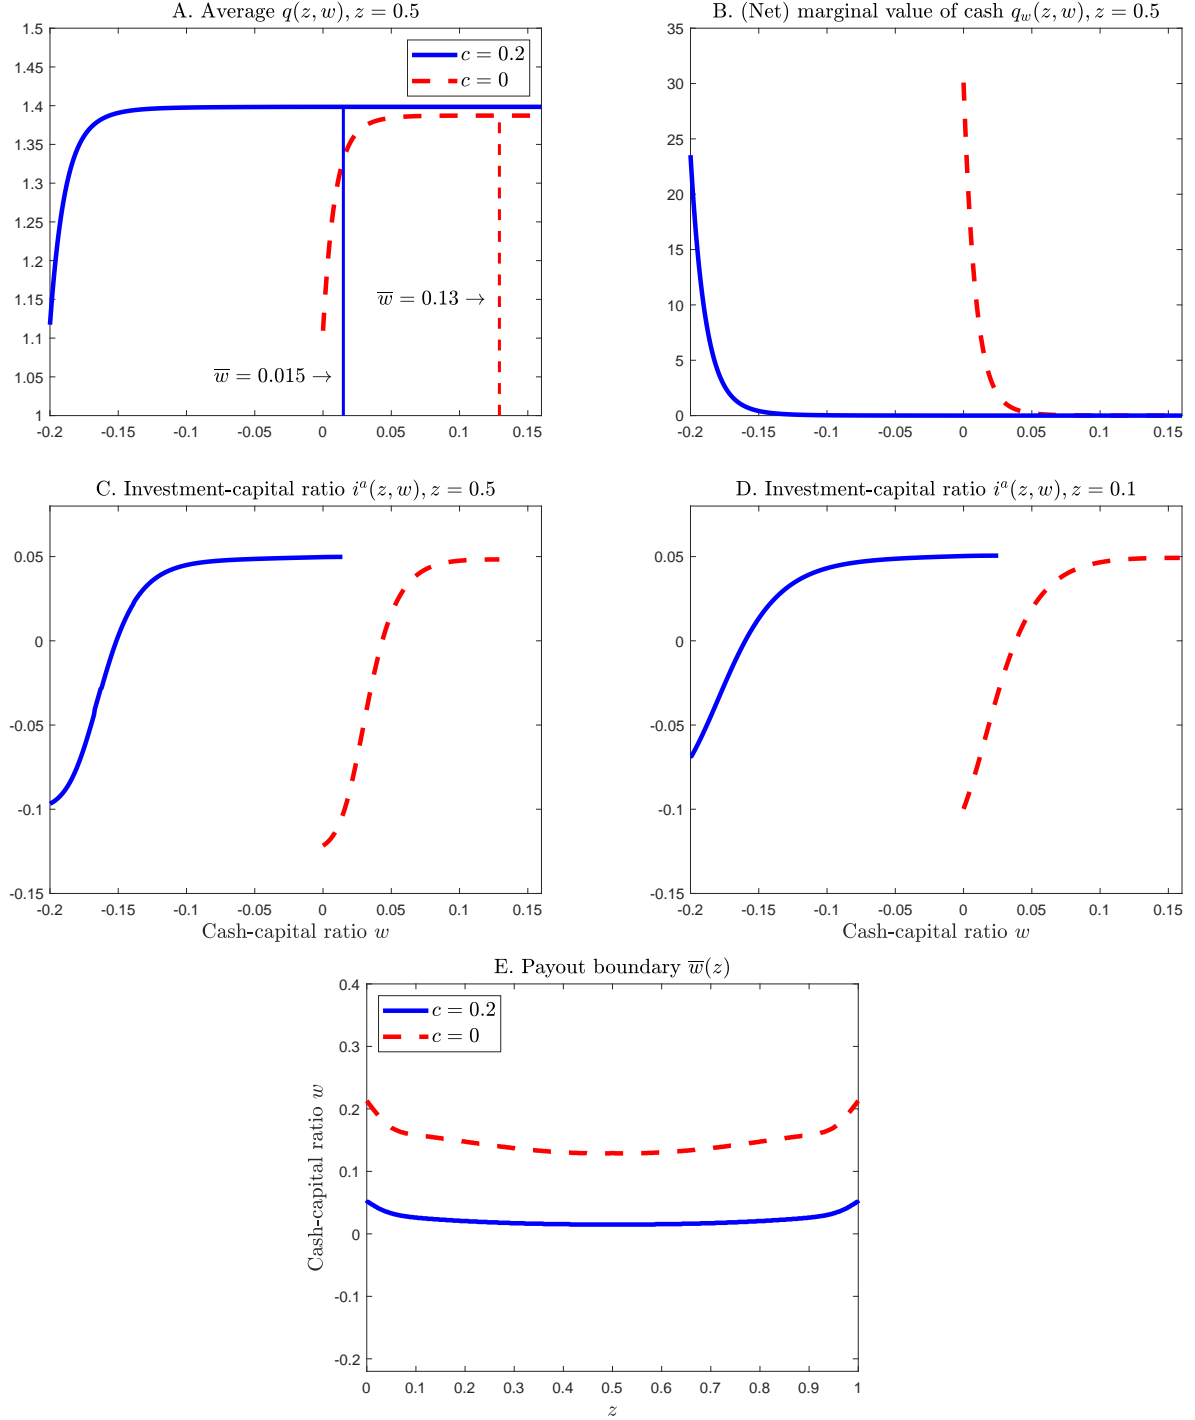 A. Average q(z, w), z = 0.5
1.5
1.45
1.4
1.35
1.3
1.25
1.2
1.15
1.1
1.05
1
c = 0.2
c = 0
w̅ = 0.13 →
w̅ = 0.015 →
-0.2 -0.15 -0.1 -0.05 0 0.05 0.1 0.15
B. (Net) marginal value of cash q_w(z, w), z = 0.5
35
30
25
20
15
10
5
0
-0.2 -0.15 -0.1 -0.05 0 0.05 0.1 0.15
C. Investment-capital ratio i^a(z, w), z = 0.5
0.05
0
-0.05
-0.1
-0.15
-0.2 -0.15 -0.1 -0.05 0 0.05 0.1 0.15
Cash-capital ratio w
D. Investment-capital ratio i^a(z, w), z = 0.1
0.05
0
-0.05
-0.1
-0.15
-0.2 -0.15 -0.1 -0.05 0 0.05 0.1 0.15
Cash-capital ratio w
E. Payout boundary w̅(z)
Cash-capital ratio w
0.4
0.3
0.2
0.1
0
-0.1
-0.2
c = 0.2
c = 0
0 0.1 0.2 0.3 0.4 0.5 0.6 0.7 0.8 0.9 1
z